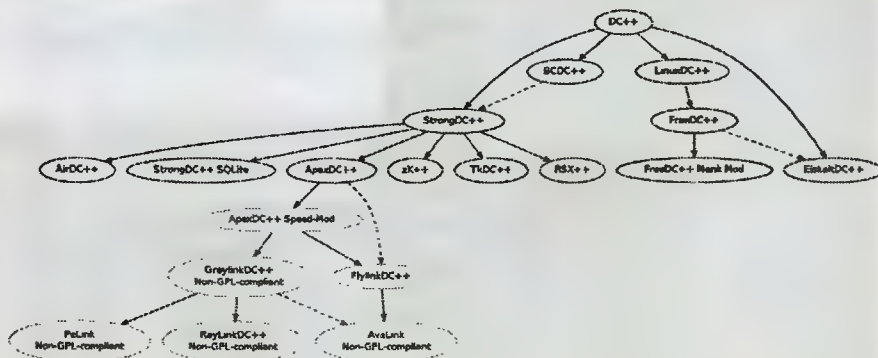 DC++
BCDC++
LinuxDC++
StrongDC++
FreeDC++
AirDC++
StrongDC++ SQLite
ApexDC++
zK++
TkDC++
RSX++
FreeDC++ Nank Mod
EiskaltDC++
ApexDC++ Speed-Mod
GreylinkDC++
Non-GPL-compliant
FlylinkDC++
PeLink
Non-GPL-compliant
RayLinkDC++
Non-GPL-compliant
AvaLink
Non-GPL-compliant